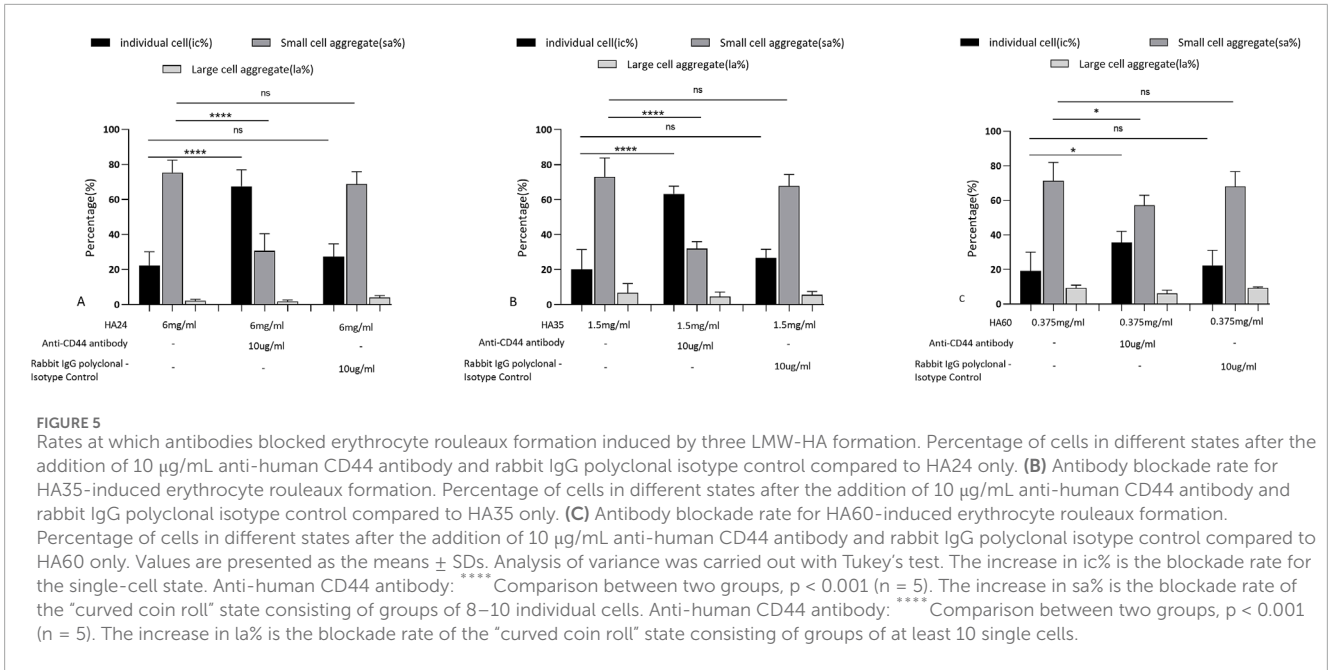 individual cell(ic%) Small cell aggregate(sa%)
Large cell aggregate(la%)
ns
****
ns
****
100
80
60
40
20
0
Percentage(%)
A
HA24 6mg/ml 6mg/ml 6mg/ml
Anti-CD44 antibody - 10ug/ml -
Rabbit IgG polyclonal - - - 10ug/ml
Isotype Control
individual cell(ic%) Small cell aggregate(sa%)
Large cell aggregate(la%)
ns
****
ns
****
100
80
60
40
20
0
Percentage(%)
B
HA35 1.5mg/ml 1.5mg/ml 1.5mg/ml
Anti-CD44 antibody - 10ug/ml -
Rabbit IgG polyclonal - - - 10ug/ml
Isotype Control
individual cell(ic%) Small cell aggregate(sa%)
Large cell aggregate(la%)
ns
*
ns
*
100
80
60
40
20
0
Percentage(%)
C
HA60 0.375mg/ml 0.375mg/ml 0.375mg/ml
Anti-CD44 antibody - 10ug/ml -
Rabbit IgG polyclonal - - - 10ug/ml
Isotype Control
FIGURE 5
Rates at which antibodies blocked erythrocyte rouleaux formation induced by three LMW-HA formation. Percentage of cells in different states after the
addition of 10 μg/mL anti-human CD44 antibody and rabbit IgG polyclonal isotype control compared to HA24 only. (B) Antibody blockade rate for
HA35-induced erythrocyte rouleaux formation. Percentage of cells in different states after the addition of 10 μg/mL anti-human CD44 antibody and
rabbit IgG polyclonal isotype control compared to HA35 only. (C) Antibody blockade rate for HA60-induced erythrocyte rouleaux formation.
Percentage of cells in different states after the addition of 10 μg/mL anti-human CD44 antibody and rabbit IgG polyclonal isotype control compared to
HA60 only. Values are presented as the means ± SDs. Analysis of variance was carried out with Tukey's test. The increase in ic% is the blockade rate for
the single-cell state. Anti-human CD44 antibody: ****Comparison between two groups, p < 0.001 (n = 5). The increase in sa% is the blockade rate of
the “curved coin roll” state consisting of groups of 8–10 individual cells. Anti-human CD44 antibody: ****Comparison between two groups, p < 0.001
(n = 5). The increase in la% is the blockade rate of the “curved coin roll” state consisting of groups of at least 10 single cells.